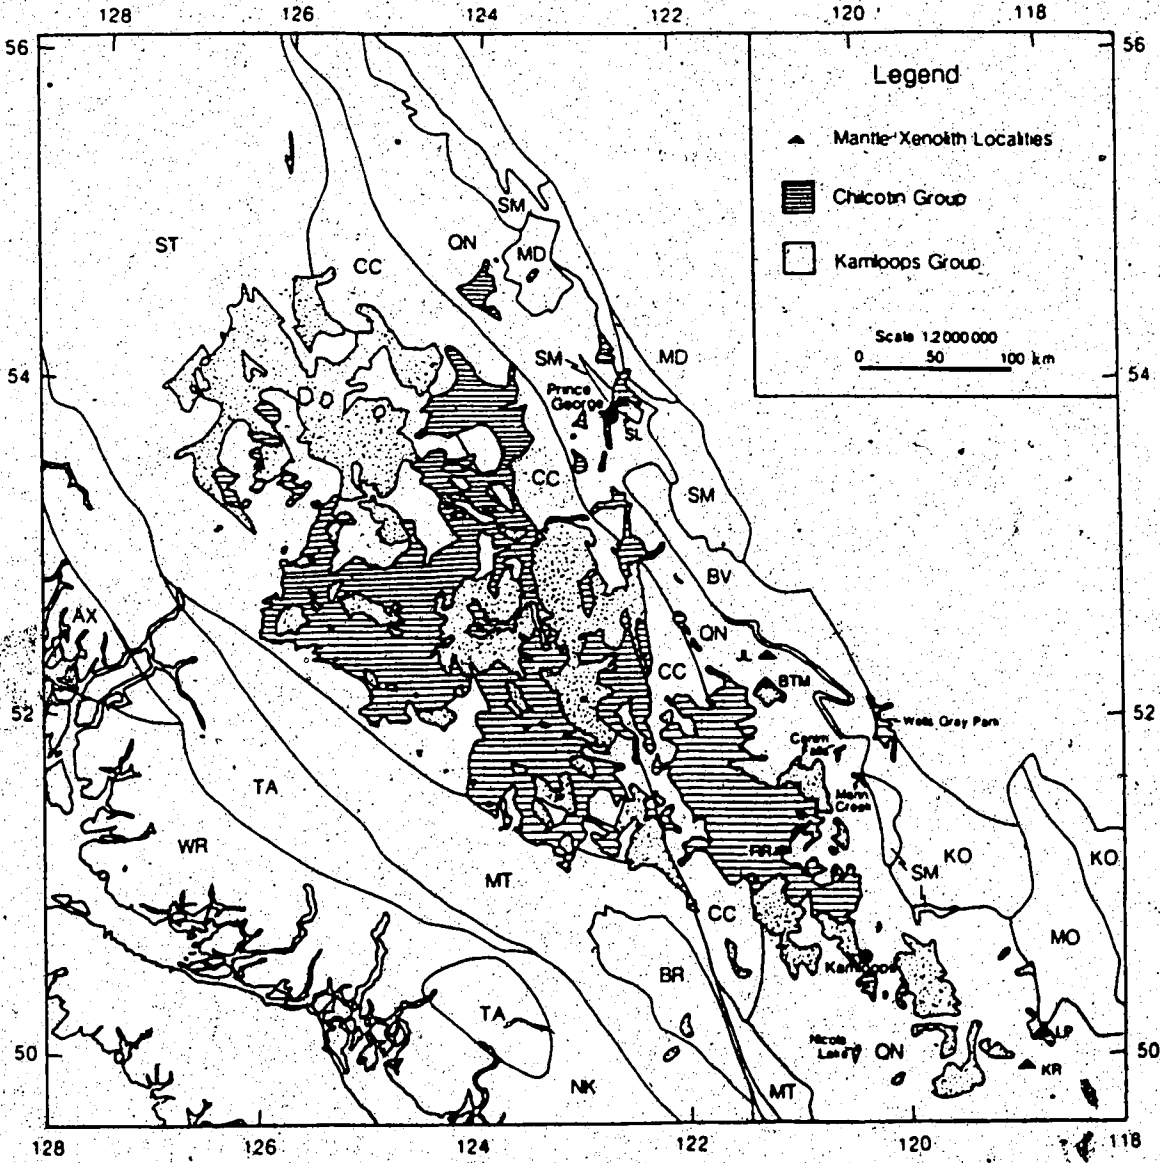 128
126
124
122
120
118
56
56
Legend
Mantle Xenolith Localities
Chilcotin Group
Kamloops Group
Scale 1:2000000
0 50 100 km
SM
ST
QN
MD
CC
SM
MD
54
54
Prince
George
SL
CC
SM
BV
AX
QN
JL
CC
BTM
52
52
Wells Gray Park
TA
Mann
Creek
WR
KO
KO
SM
MT
CC
MO
BR
Kamloops
TA
LP
50
50
Nicola
Lake
QN
KR
NK
MT
128
126
124
122
120
118